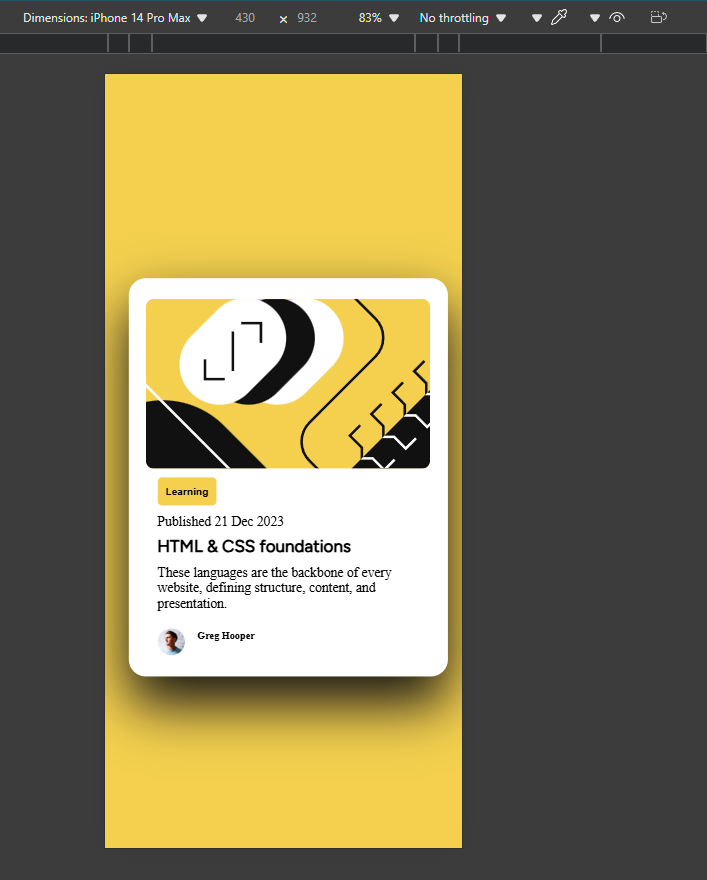 Dimensions: iPhone 14 Pro Max 430 × 932 83% No throttling
Learning
Published 21 Dec 2023
HTML & CSS foundations
These languages are the backbone of every
website, defining structure, content, and
presentation.
Greg Hooper